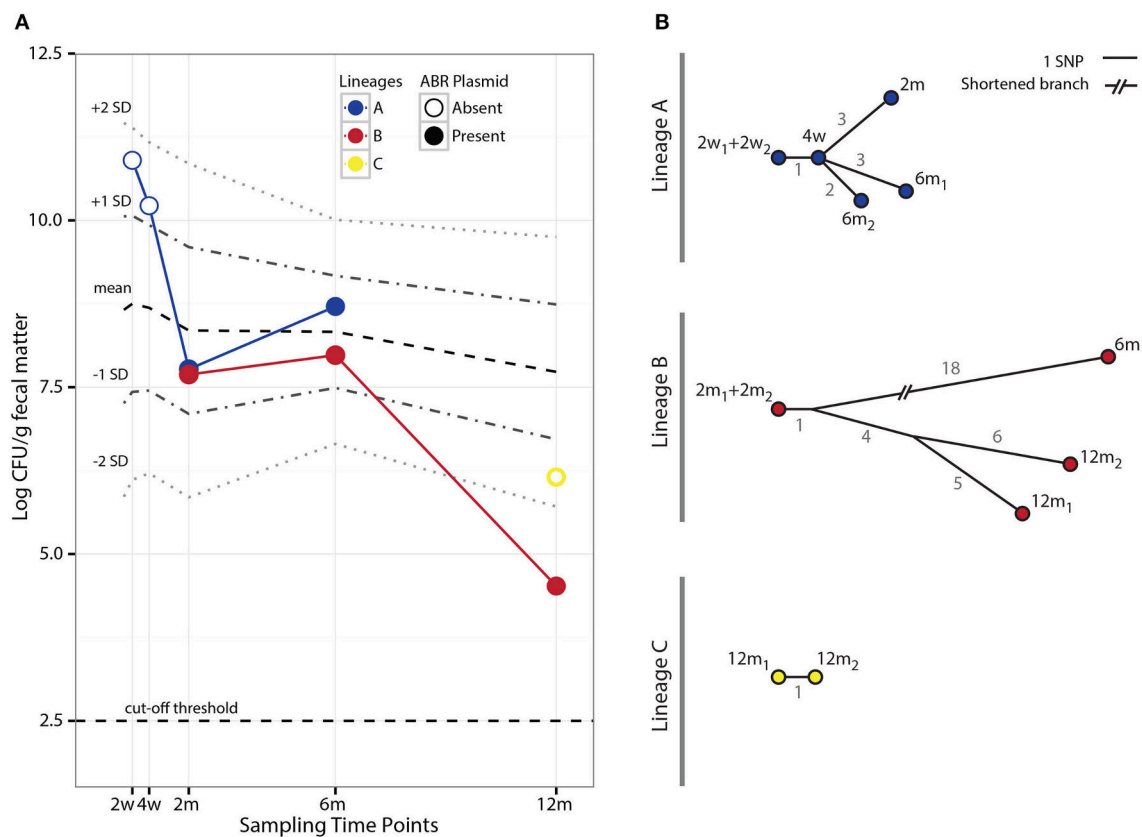 A
Log CFU/g fecal matter
12.5
10.0
7.5
5.0
2.5
+2 SD
+1 SD
mean
-1 SD
-2 SD
cut-off threshold
Lineages
A
B
C
ABR Plasmid
Absent
Present
2w
4w
2m
6m
12m
Sampling Time Points
B
1 SNP
Shortened branch
Lineage A
2w₁+2w₂
1
4w
3
2m
3
6m₁
2
6m₂
Lineage B
2m₁+2m₂
1
18
6m
4
6
12m₂
5
12m₁
Lineage C
12m₁
12m₂
1